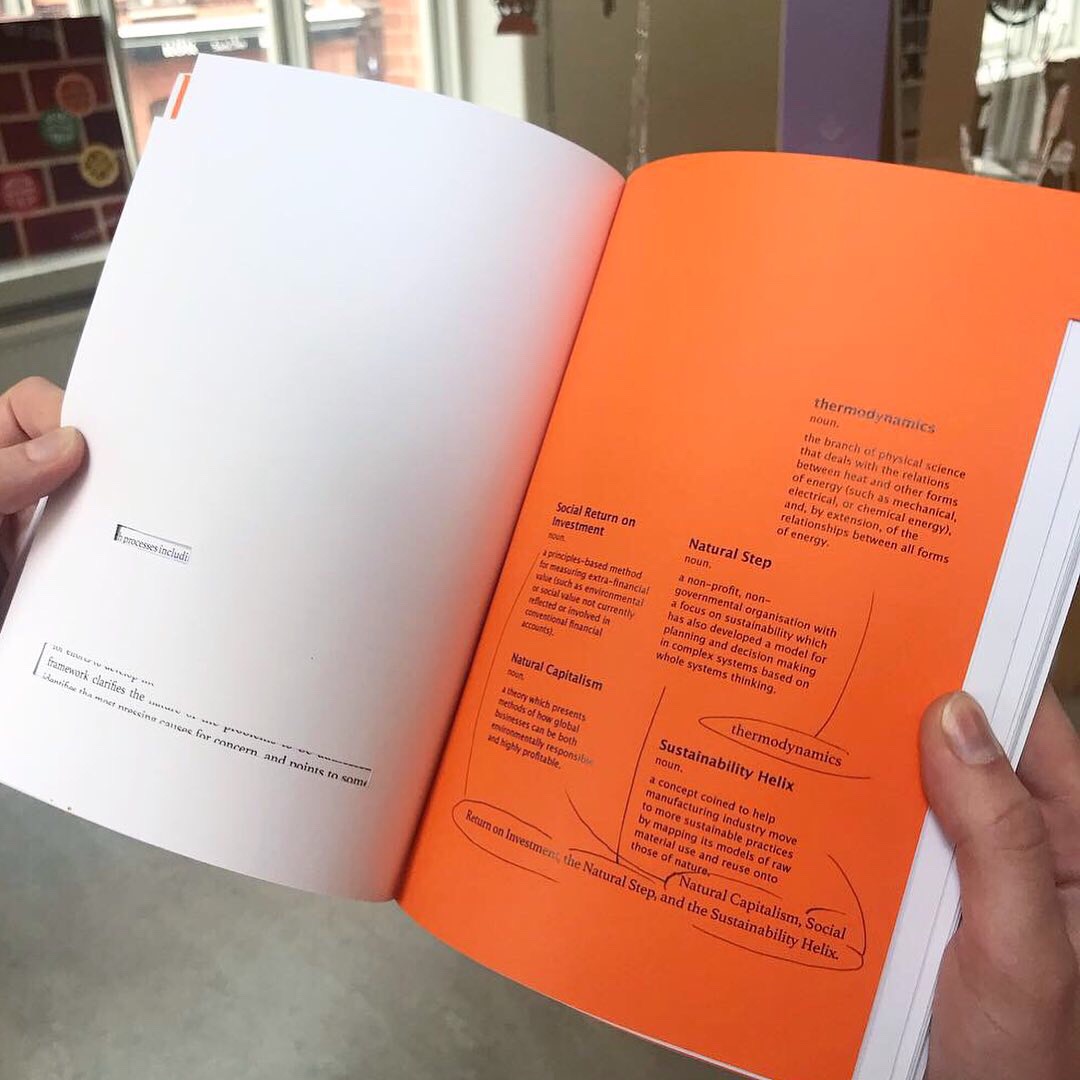 h processes includi
framework clarifies the nature of the problems to be addressed
identifies the most pressing causes for concern, and points to some
thermodynamics
noun.
the branch of physical science
that deals with the relations
between heat and other forms
of energy (such as mechanical,
electrical, or chemical energy),
and, by extension, of the
relationships between all forms
of energy.
Social Return on
Investment
noun.
a principles-based method
for measuring extra-financial
value (such as environmental
or social value not currently
reflected or involved in
conventional financial
accounts).
Natural Step
noun.
a non-profit, non-
governmental organisation with
a focus on sustainability which
has also developed a model for
planning and decision making
in complex systems based on
whole systems thinking.
Natural Capitalism
noun.
a theory which presents
methods of how global
businesses can be both
environmentally responsible
and highly profitable.
thermodynamics
Sustainability Helix
noun.
a concept coined to help
manufacturing industry move
to more sustainable practices
by mapping its models of raw
material use and reuse onto
those of nature.
Natural Capitalism, Social
Return on Investment, the Natural Step, and the Sustainability Helix.